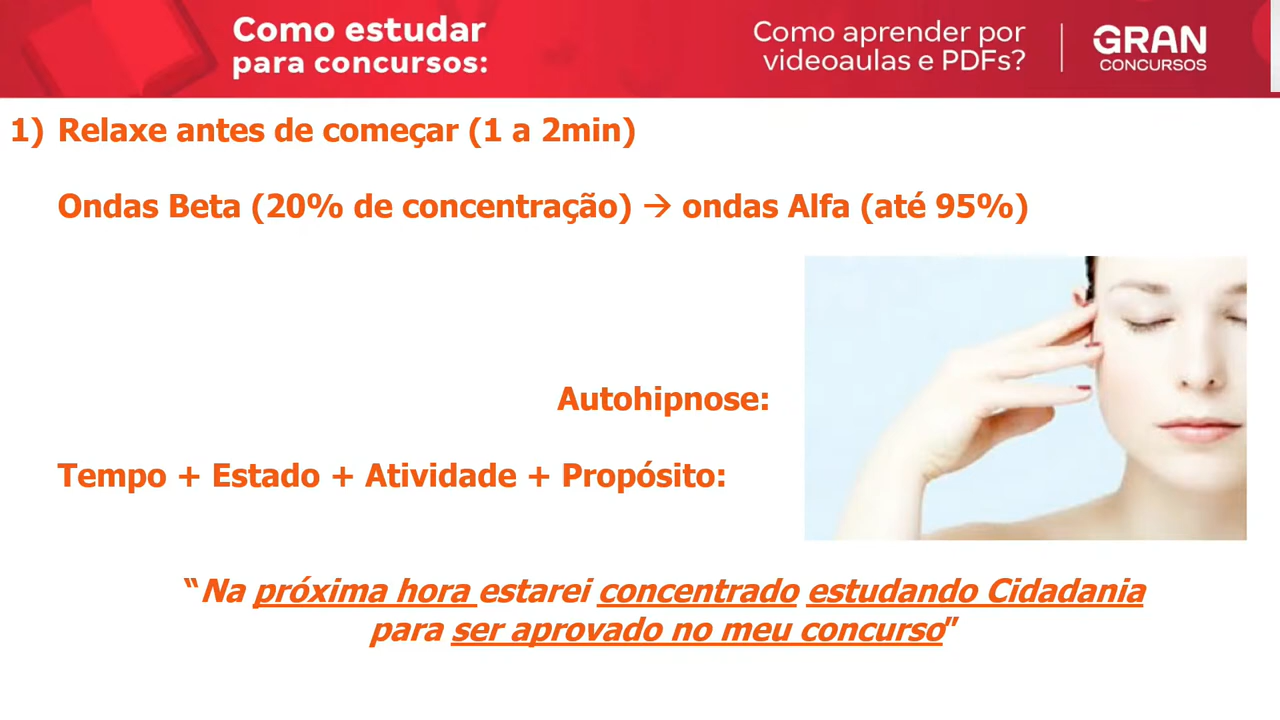 Como estudar
para concursos:
Como aprender por
videoaulas e PDFs?
GRAN
CONCURSOS
1) Relaxe antes de começar (1 a 2min)
Ondas Beta (20% de concentração) → ondas Alfa (até 95%)
Autohipnose:
Tempo + Estado + Atividade + Propósito:
“Na próxima hora estarei concentrado estudando Cidadania
para ser aprovado no meu concurso”